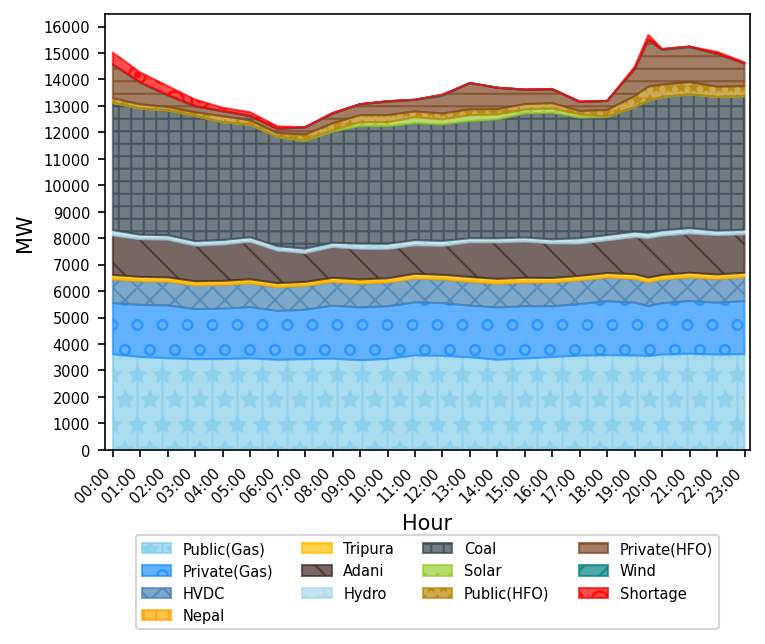 16000
15000
14000
13000
12000
11000
10000
9000
8000
7000
6000
5000
4000
3000
2000
1000
0
MW
00:00 01:00 02:00 03:00 04:00 05:00 06:00 07:00 08:00 09:00 10:00 11:00 12:00 13:00 14:00 15:00 16:00 17:00 18:00 19:00 20:00 21:00 22:00 23:00
Hour
Public(Gas) Tripura Coal Private(HFO)
Private(Gas) Adani Solar Wind
HVDC Hydro Public(HFO) Shortage
Nepal